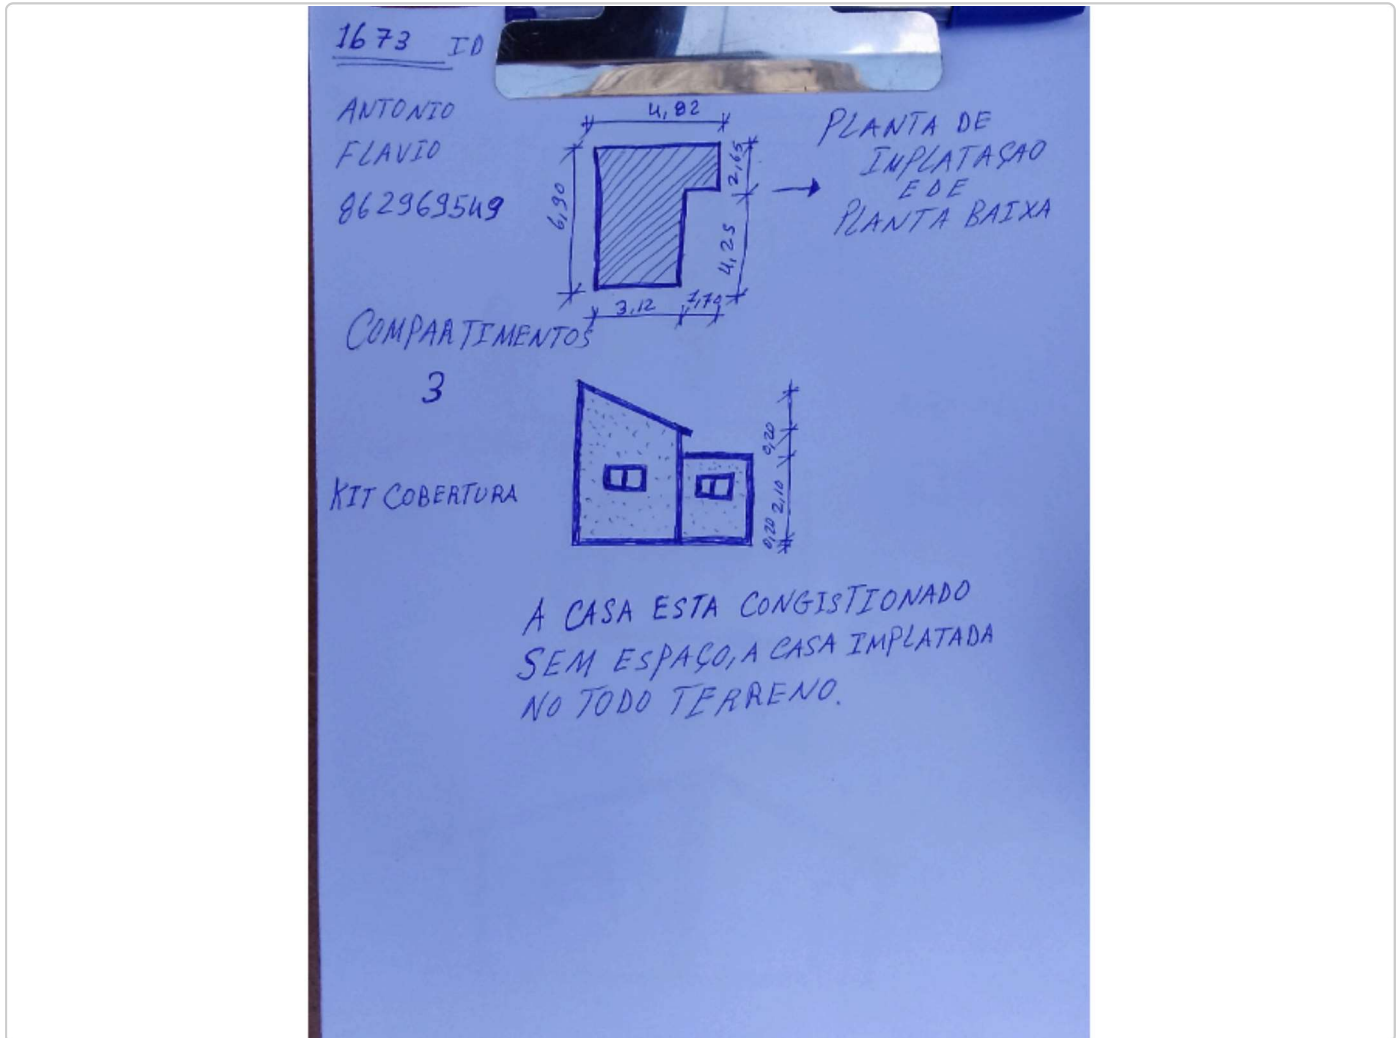 1673 ID
ANTONIO
FLAVIO
862969549
4,82
6,90
2,65
4,25
3,12
1,70
PLANTA DE
IMPLATAÇAO
E DE
PLANTA BAIXA
COMPARTIMENTOS
3
KIT COBERTURA
0,20
2,10
0,20
A CASA ESTA CONGISTIONADO
SEM ESPAÇO, A CASA IMPLATADA
NO TODO TERRENO.